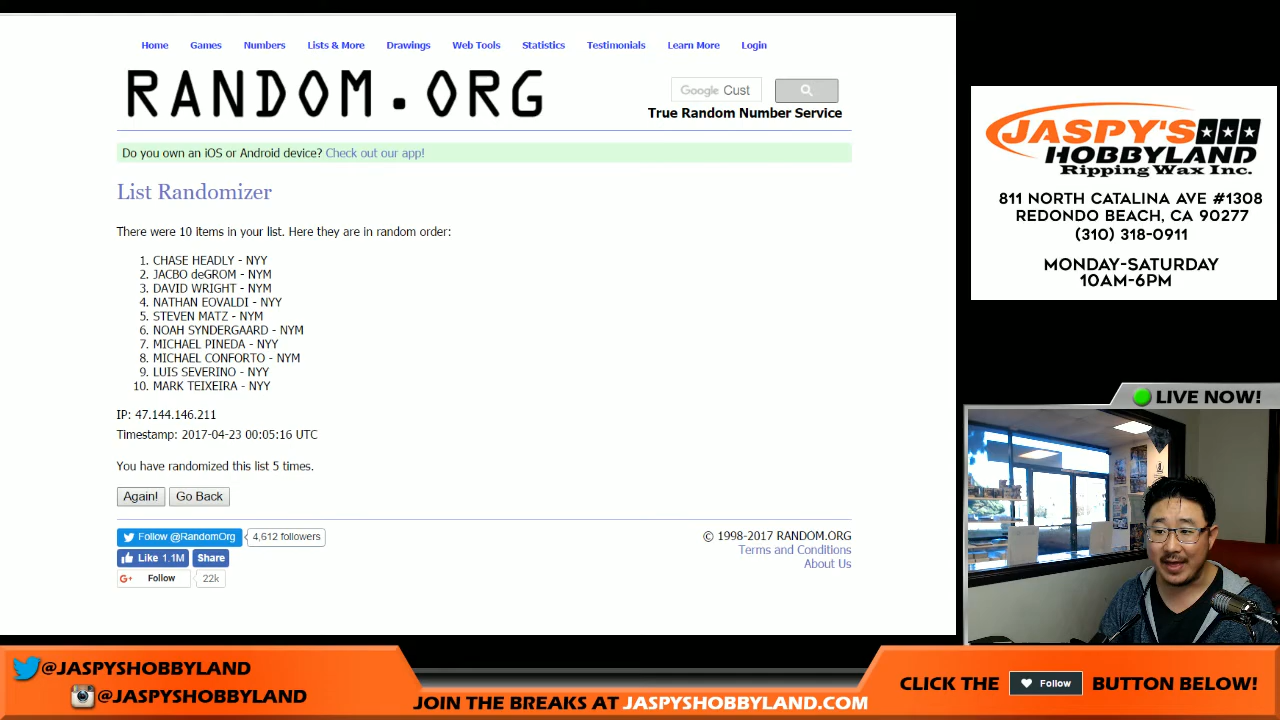 Home Games Numbers Lists & More Drawings Web Tools Statistics Testimonials Learn More Login
RANDOM.ORG
Google Cust
True Random Number Service
Do you own an iOS or Android device? Check out our app!
List Randomizer
There were 10 items in your list. Here they are in random order:
1. CHASE HEADLY - NYY
2. JACBO deGROM - NYM
3. DAVID WRIGHT - NYM
4. NATHAN EOVALDI - NYY
5. STEVEN MATZ - NYM
6. NOAH SYNDERGAARD - NYM
7. MICHAEL PINEDA - NYY
8. MICHAEL CONFORTO - NYM
9. LUIS SEVERINO - NYY
10. MARK TEIXEIRA - NYY
IP: 47.144.146.211
Timestamp: 2017-04-23 00:05:16 UTC
You have randomized this list 5 times.
Again! Go Back
Follow @RandomOrg 4,612 followers
Like 1.1M Share
G+ Follow 22k
© 1998-2017 RANDOM.ORG
Terms and Conditions
About Us
JASPY'S
HOBBYLAND
Ripping Wax Inc.
811 NORTH CATALINA AVE #1308
REDONDO BEACH, CA 90277
(310) 318-0911
MONDAY-SATURDAY
10AM-6PM
LIVE NOW!
@JASPYSHOBBYLAND
@JASPYSHOBBYLAND
JOIN THE BREAKS AT JASPYSHOBBYLAND.COM
CLICK THE Follow BUTTON BELOW!